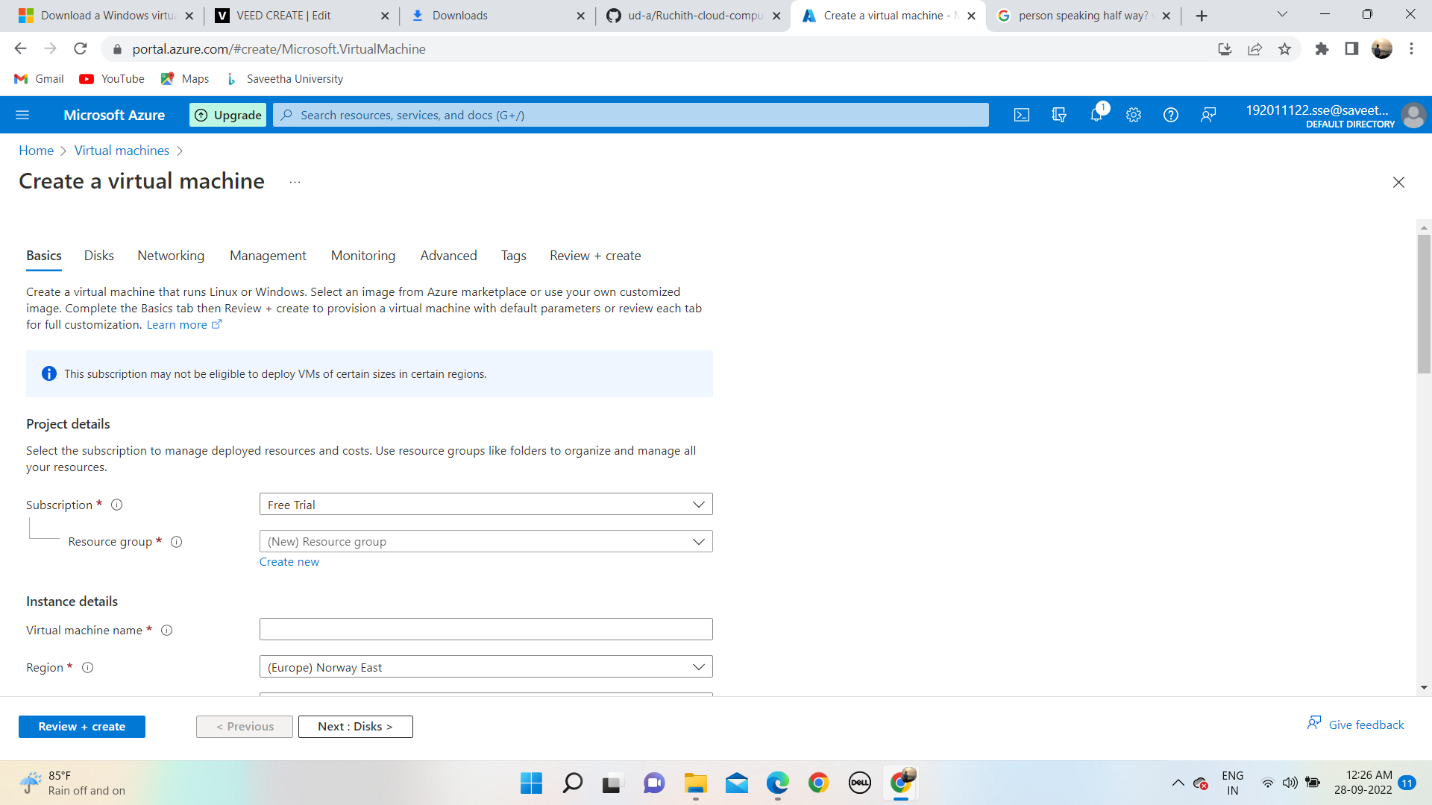 Download a Windows virtua
VEED CREATE | Edit
Downloads
ud-a/Ruchith-cloud-compu
Create a virtual machine - M
person speaking half way?
portal.azure.com/#create/Microsoft.VirtualMachine
Gmail
YouTube
Maps
Saveetha University
Microsoft Azure
Upgrade
Search resources, services, and docs (G+/)
1
192011122.sse@saveet...
DEFAULT DIRECTORY
Home > Virtual machines >
Create a virtual machine ...
Basics Disks Networking Management Monitoring Advanced Tags Review + create
Create a virtual machine that runs Linux or Windows. Select an image from Azure marketplace or use your own customized
image. Complete the Basics tab then Review + create to provision a virtual machine with default parameters or review each tab
for full customization. Learn more
This subscription may not be eligible to deploy VMs of certain sizes in certain regions.
Project details
Select the subscription to manage deployed resources and costs. Use resource groups like folders to organize and manage all
your resources.
Subscription *
Free Trial
Resource group *
(New) Resource group
Create new
Instance details
Virtual machine name *
Region *
(Europe) Norway East
Review + create
< Previous
Next : Disks >
Give feedback
85°F
Rain off and on
DELL
ENG
IN
12:26 AM
28-09-2022
11